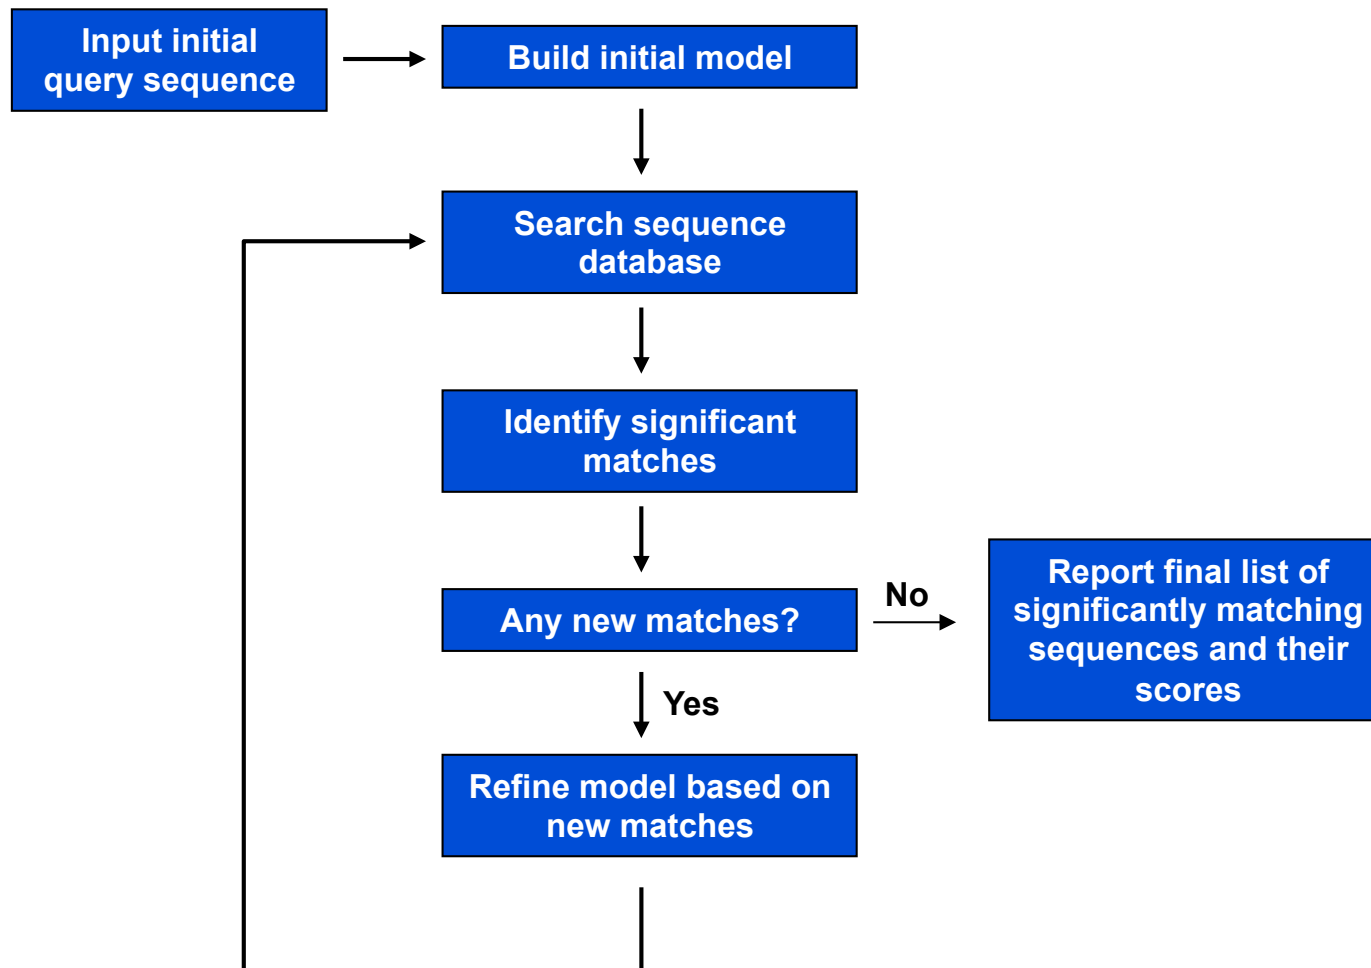 Input initial
query sequence
Build initial model
Search sequence
database
Identify significant
matches
Any new matches?
No
Report final list of
significantly matching
sequences and their
scores
Yes
Refine model based on
new matches